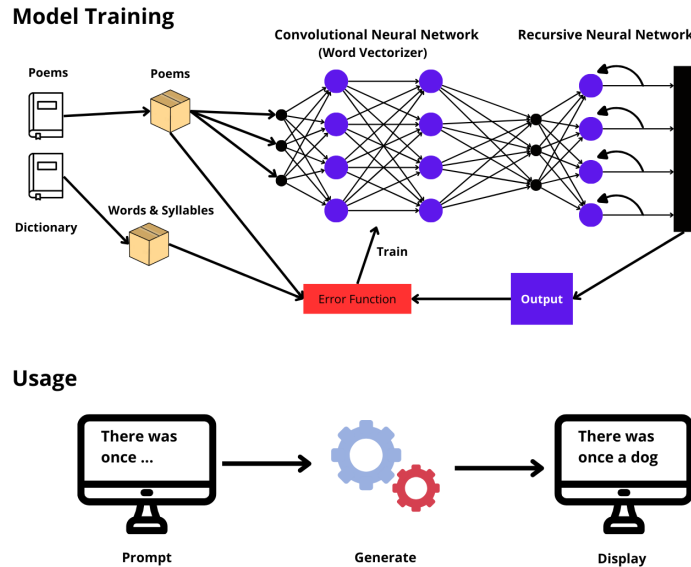 Model Training
Convolutional Neural Network
(Word Vectorizer)
Recursive Neural Network
Poems
Poems
Dictionary
Words & Syllables
Train
Error Function
Output
Usage
There was
once ...
There was
once a dog
Prompt
Generate
Display